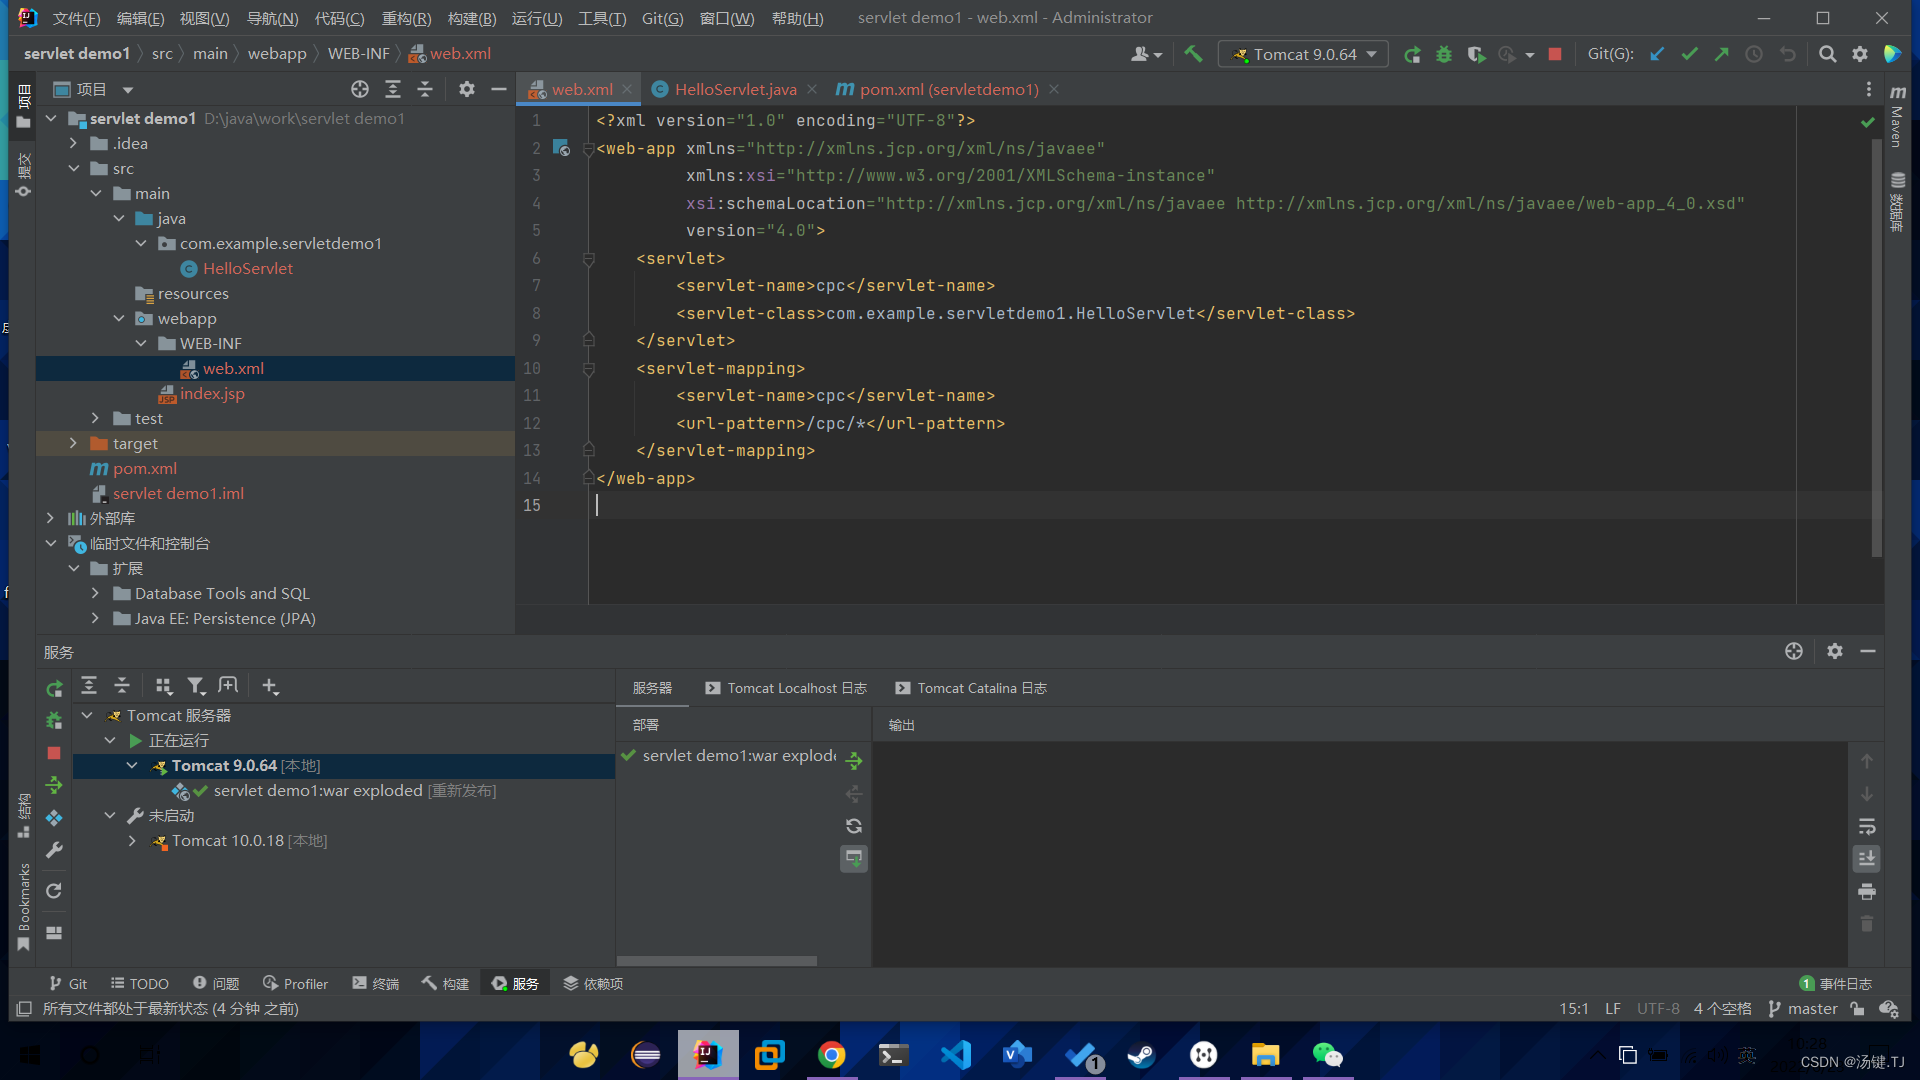 文件(F) 编辑(E) 视图(V) 导航(N) 代码(C) 重构(R) 构建(B) 运行(U) 工具(T) Git(G) 窗口(W) 帮助(H) servlet demo1 - web.xml - Administrator
servlet demo1 src main webapp WEB-INF web.xml Tomcat 9.0.64 Git(G):
项目 web.xml HelloServlet.java pom.xml (servletdemo1)
项目
提交
结构
Bookmarks
Maven
数据库
servlet demo1 D:\java\work\servlet demo1
.idea
src
main
java
com.example.servletdemo1
HelloServlet
resources
webapp
WEB-INF
web.xml
index.jsp
test
target
pom.xml
servlet demo1.iml
外部库
临时文件和控制台
扩展
Database Tools and SQL
Java EE: Persistence (JPA)
1 <?xml version="1.0" encoding="UTF-8"?>
2 <web-app xmlns="http://xmlns.jcp.org/xml/ns/javaee"
3 xmlns:xsi="http://www.w3.org/2001/XMLSchema-instance"
4 xsi:schemaLocation="http://xmlns.jcp.org/xml/ns/javaee http://xmlns.jcp.org/xml/ns/javaee/web-app_4_0.xsd"
5 version="4.0">
6 <servlet>
7 <servlet-name>cpc</servlet-name>
8 <servlet-class>com.example.servletdemo1.HelloServlet</servlet-class>
9 </servlet>
10 <servlet-mapping>
11 <servlet-name>cpc</servlet-name>
12 <url-pattern>/cpc/*</url-pattern>
13 </servlet-mapping>
14 </web-app>
15
服务
Tomcat 服务器
正在运行
Tomcat 9.0.64 [本地]
servlet demo1:war exploded [重新发布]
未启动
Tomcat 10.0.18 [本地]
服务器 Tomcat Localhost 日志 Tomcat Catalina 日志
部署 输出
servlet demo1:war explode
Git TODO 问题 Profiler 终端 构建 服务 依赖项 1 事件日志
所有文件都处于最新状态 (4 分钟 之前) 15:1 LF UTF-8 4 个空格 master
1 英
CSDN @汤键.TJ